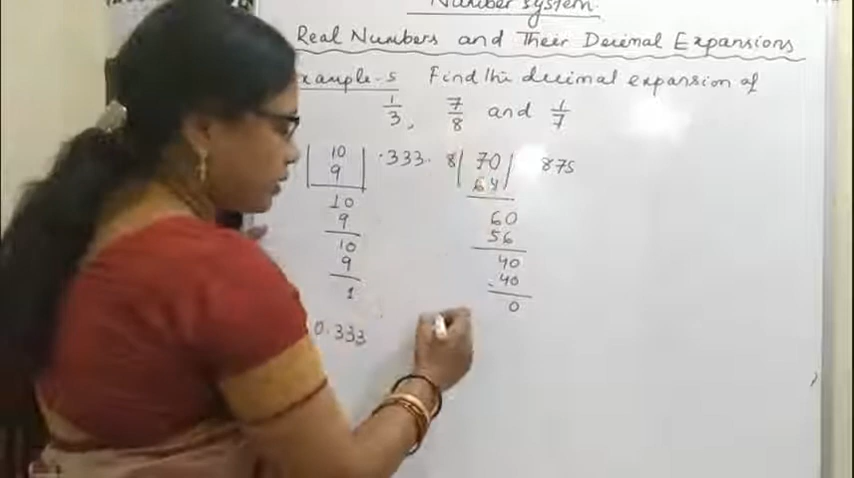 Number system.
Real Numbers and Their Decimal Expansions
xample-5 Find the decimal expansion of
1/3, 7/8 and 1/7
10 .333. 8 70 875
9 64
10 60
9 56
10 40
9 - 40
1 0
0.333